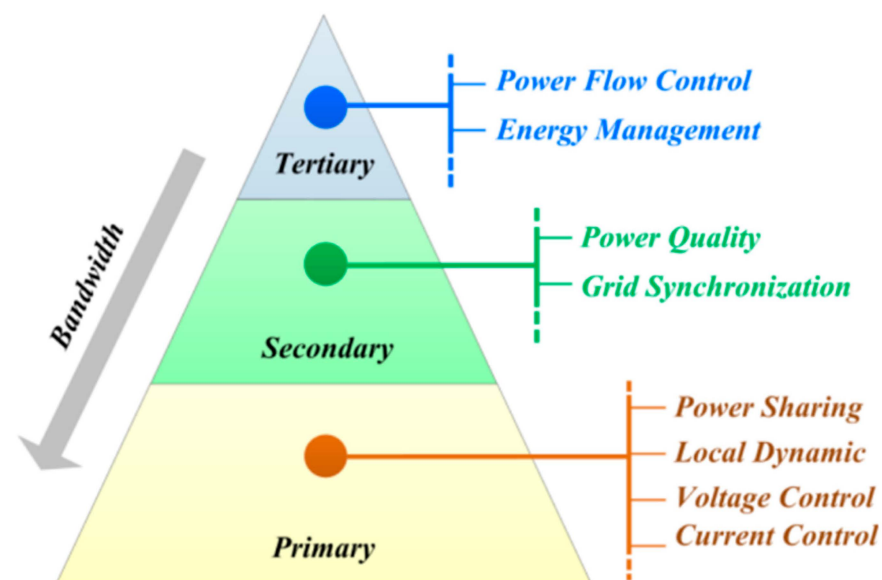 Power Flow Control
Energy Management
Tertiary
Bandwidth
Power Quality
Grid Synchronization
Secondary
Power Sharing
Local Dynamic
Voltage Control
Current Control
Primary